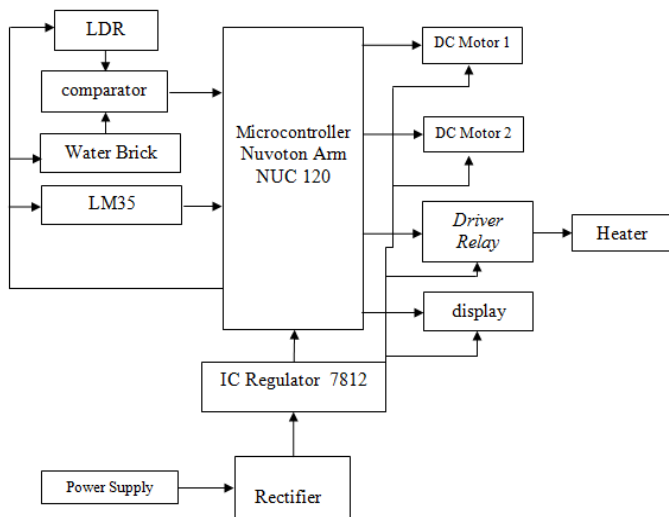 LDR
comparator
Water Brick
LM35
Microcontroller
Nuvoton Arm
NUC 120
DC Motor 1
DC Motor 2
Driver
Relay
Heater
display
IC Regulator 7812
Power Supply
Rectifier